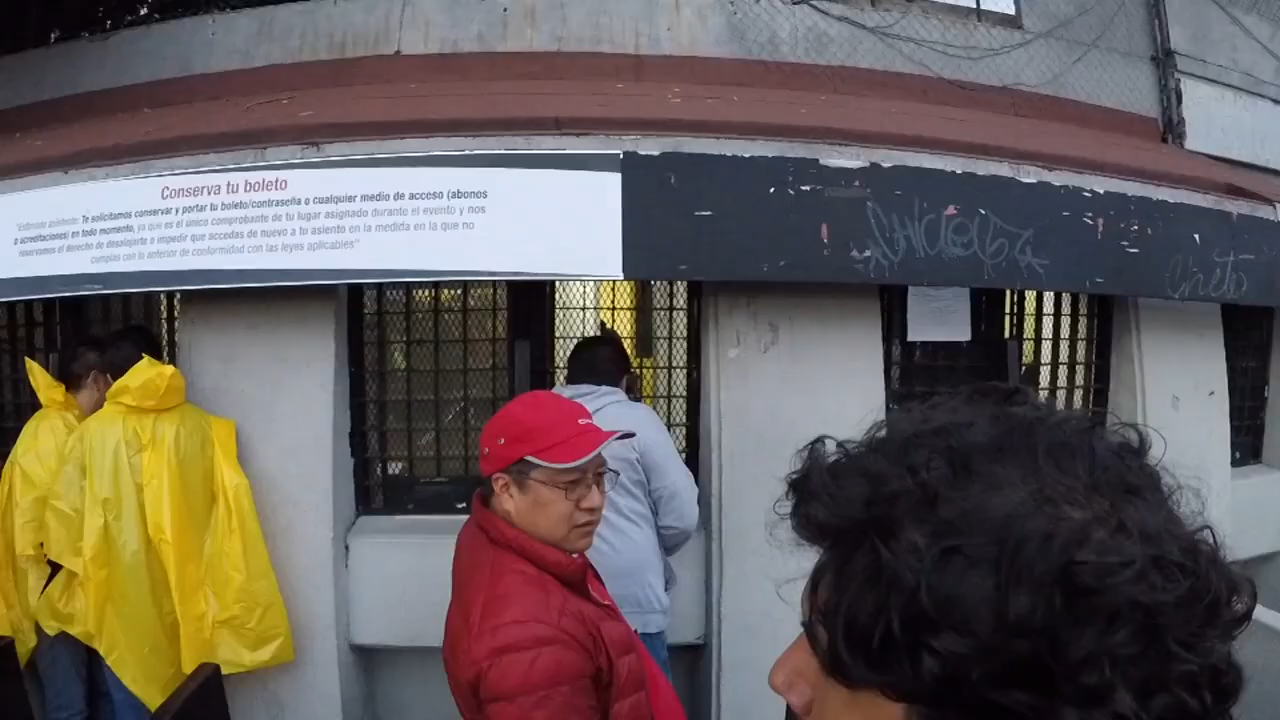 Conserva tu boleto
"Estimado asistente: Te solicitamos conservar y portar tu boleto/contraseña o cualquier medio de acceso (abonos
o acreditaciones) en todo momento, ya que es el único comprobante de tu lugar asignado durante el evento y nos
reservamos el derecho de desalojarte o impedir que accedas de nuevo a tu asiento en la medida en la que no
cumplas con lo anterior de conformidad con las leyes aplicables"